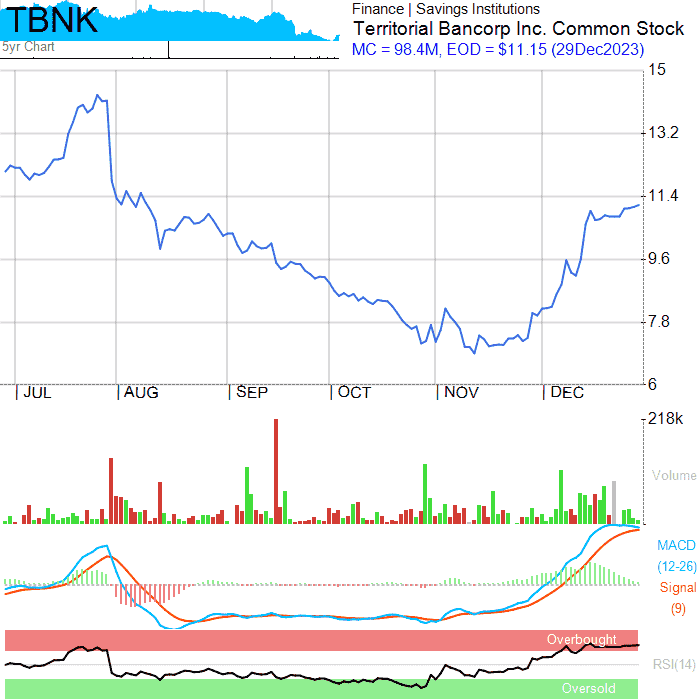 TBNK
5yr Chart
Finance | Savings Institutions
Territorial Bancorp Inc. Common Stock
MC = 98.4M, EOD = $11.15 (29Dec2023)
15
13.2
11.4
9.6
7.8
6
JUL AUG SEP OCT NOV DEC
218k
Volume
MACD
(12-26)
Signal
(9)
Overbought
RSI(14)
Oversold